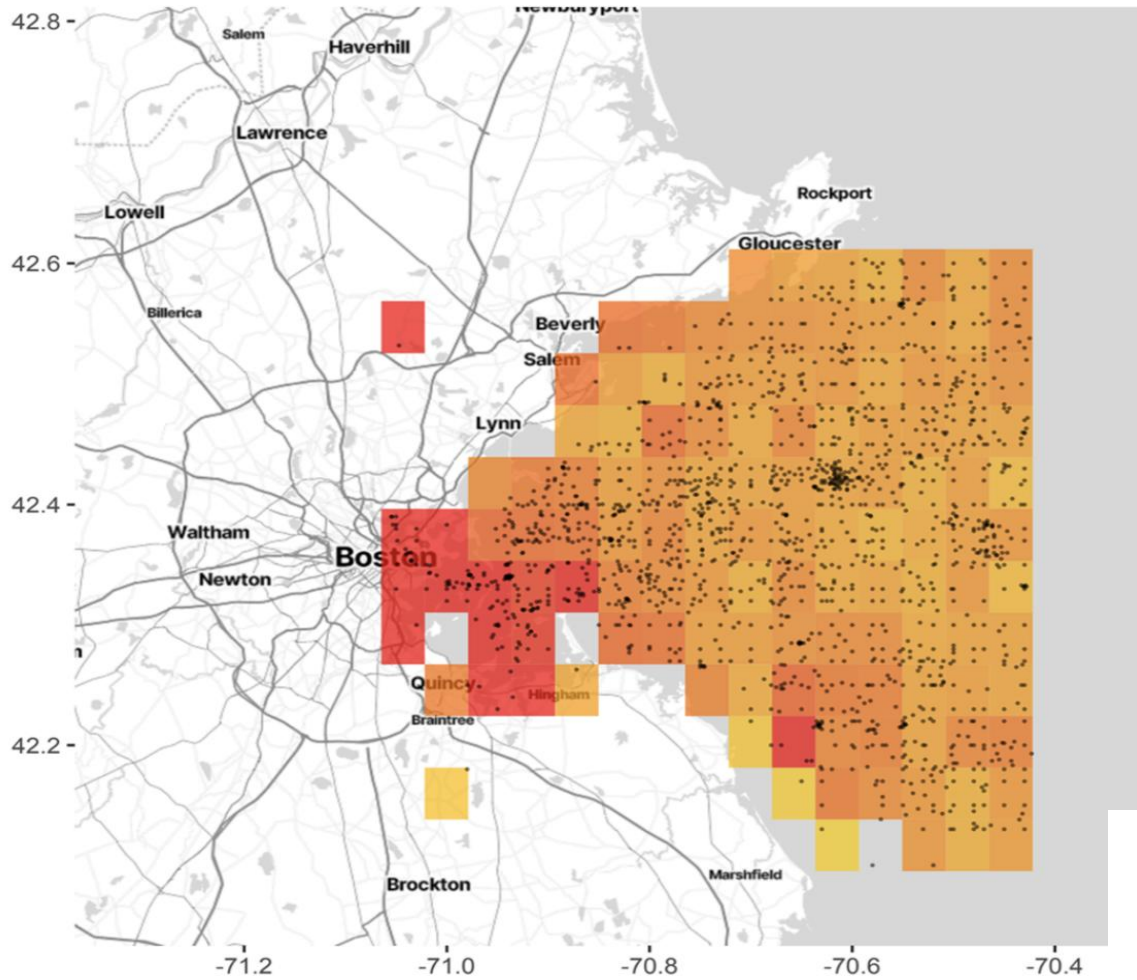 Newburyport
42.8
Salem
Haverhill
Lawrence
Rockport
Lowell
Gloucester
42.6
Billerica
Beverly
Salem
Lynn
42.4
Waltham
Boston
Newton
Quincy
Hingham
Braintree
42.2
Marshfield
Brockton
-71.2
-71.0
-70.8
-70.6
-70.4